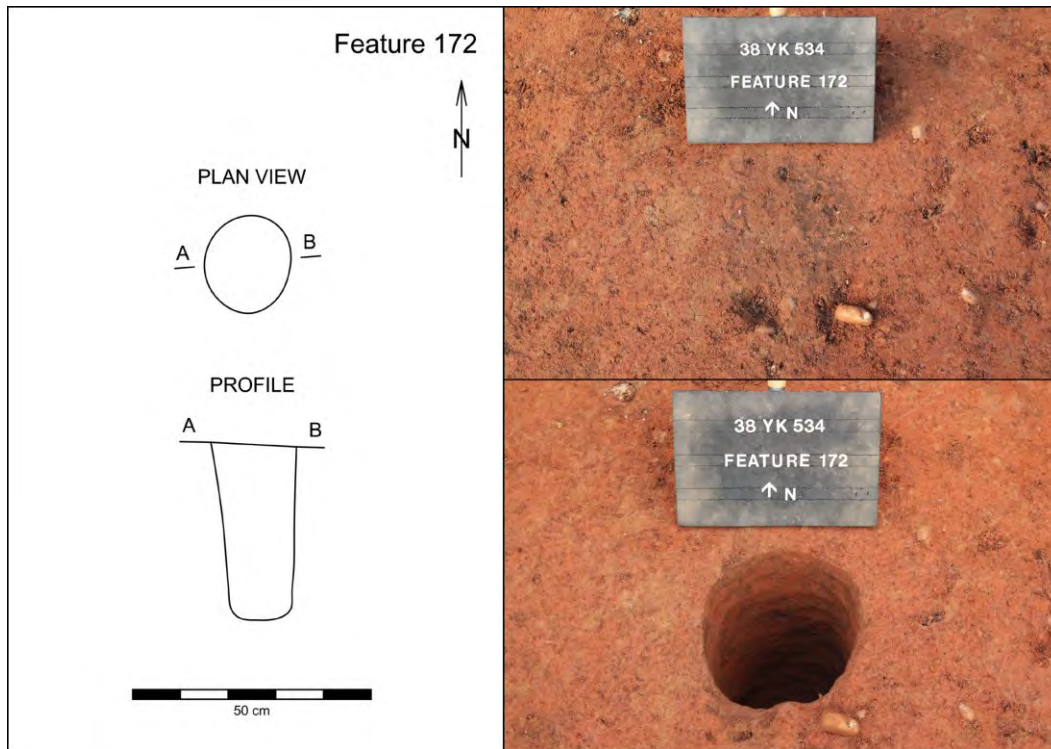 Feature 172
N
PLAN VIEW
A B
PROFILE
A B
50 cm
38 YK 534
FEATURE 172
↑ N
38 YK 534
FEATURE 172
↑ N